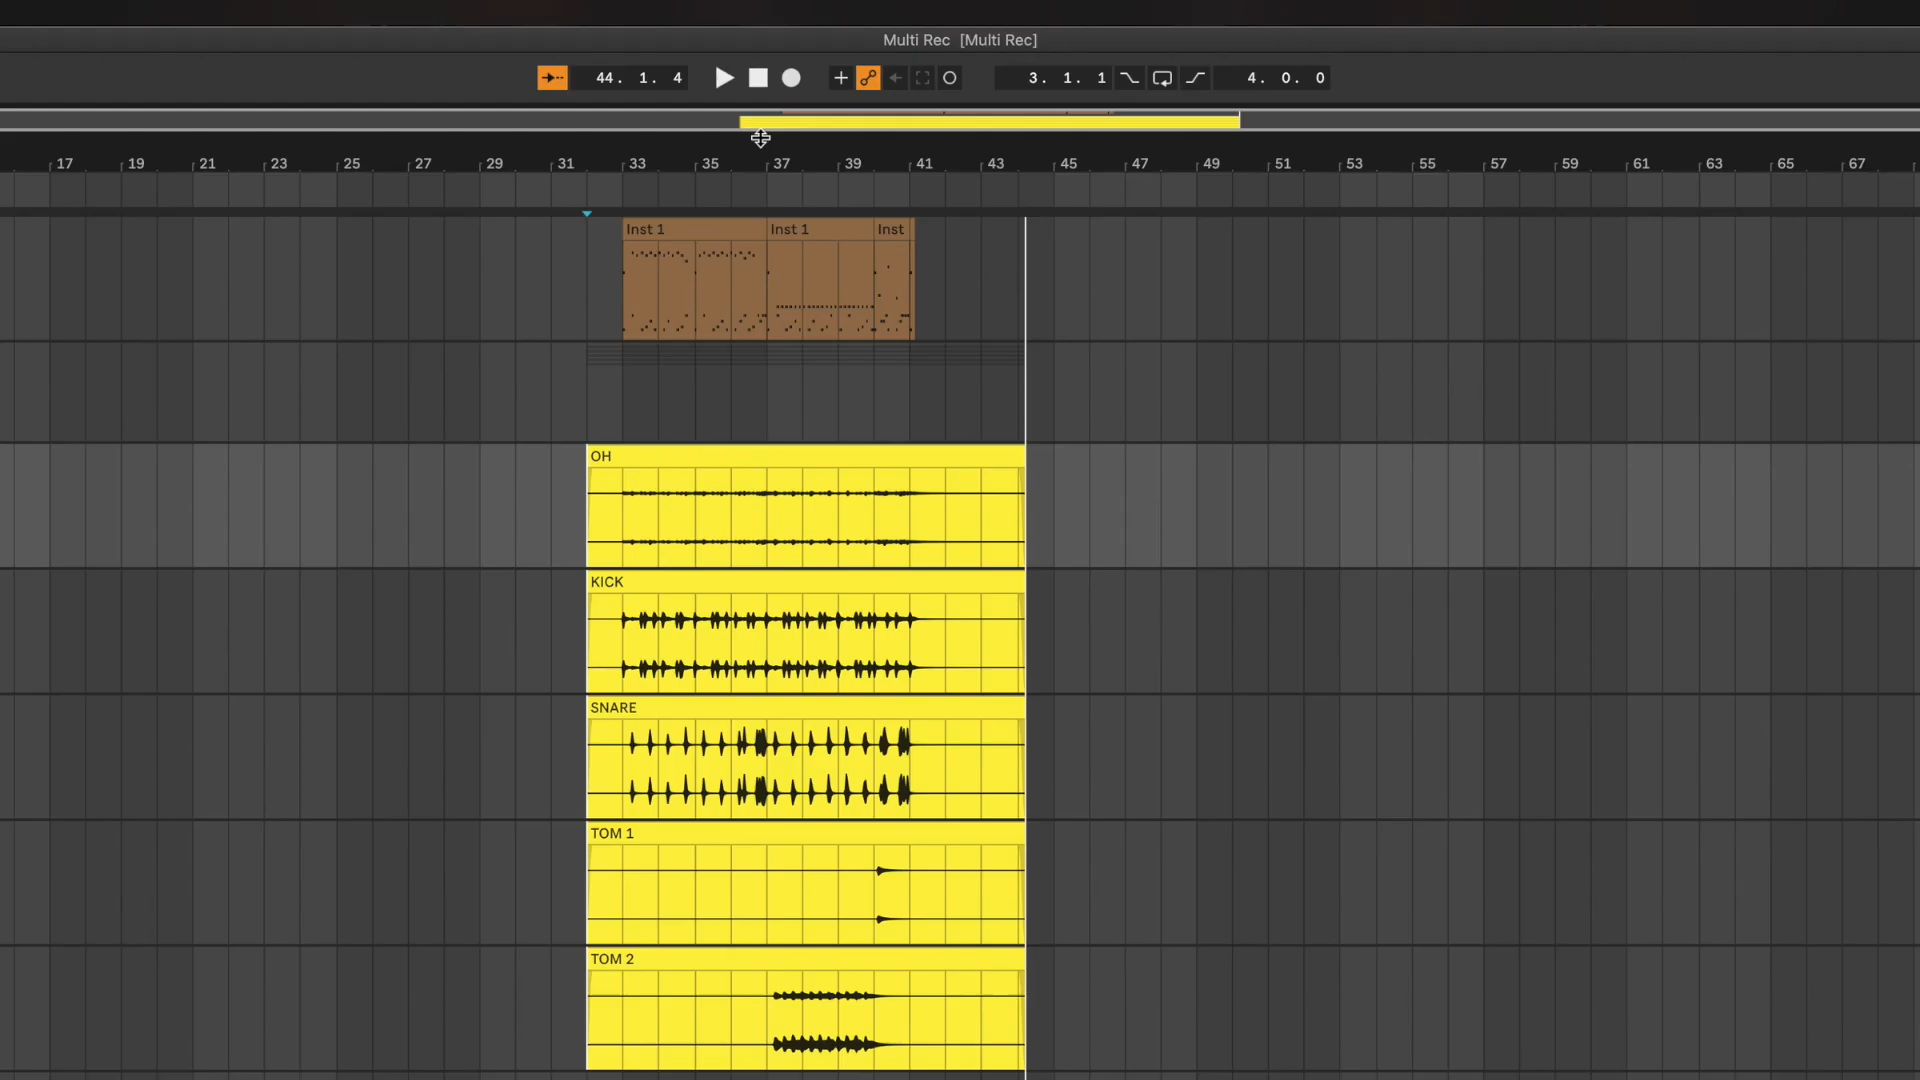 Multi Rec [Multi Rec]
44. 1. 4
3. 1. 1
4. 0. 0
17 19 21 23 25 27 29 31 33 35 37 39 41 43 45 47 49 51 53 55 57 59 61 63 65 67
Inst 1 Inst 1 Inst
OH
KICK
SNARE
TOM 1
TOM 2